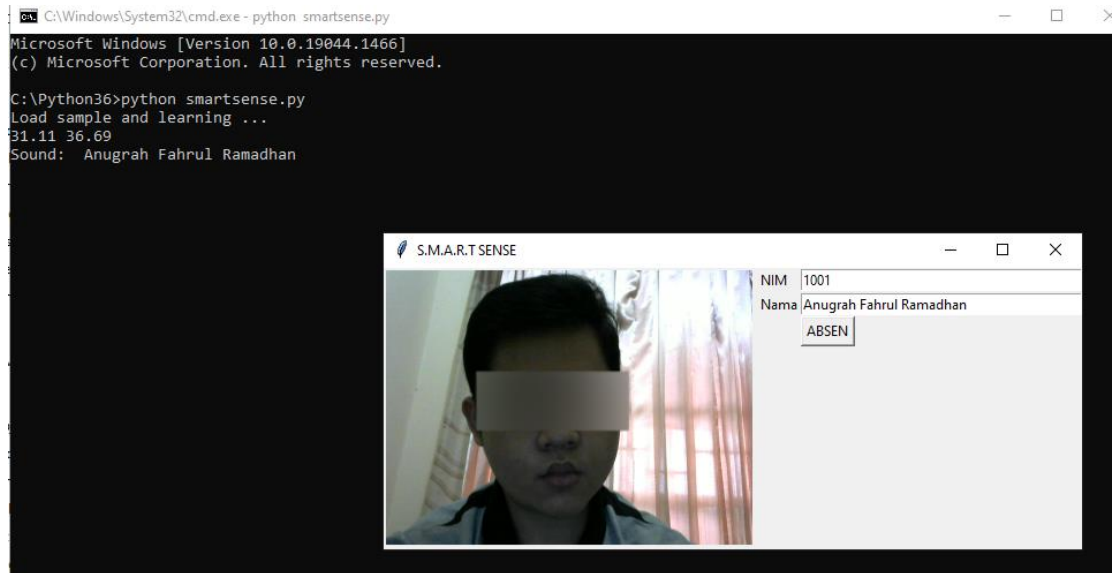 C:\Windows\System32\cmd.exe - python smartsense.py
Microsoft Windows [Version 10.0.19044.1466]
(c) Microsoft Corporation. All rights reserved.
C:\Python36>python smartsense.py
Load sample and learning ...
31.11 36.69
Sound:  Anugrah Fahrul Ramadhan
S.M.A.R.T SENSE
NIM 1001
Nama Anugrah Fahrul Ramadhan
ABSEN